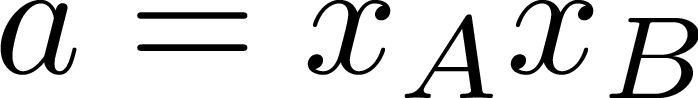 a = x_A x_B